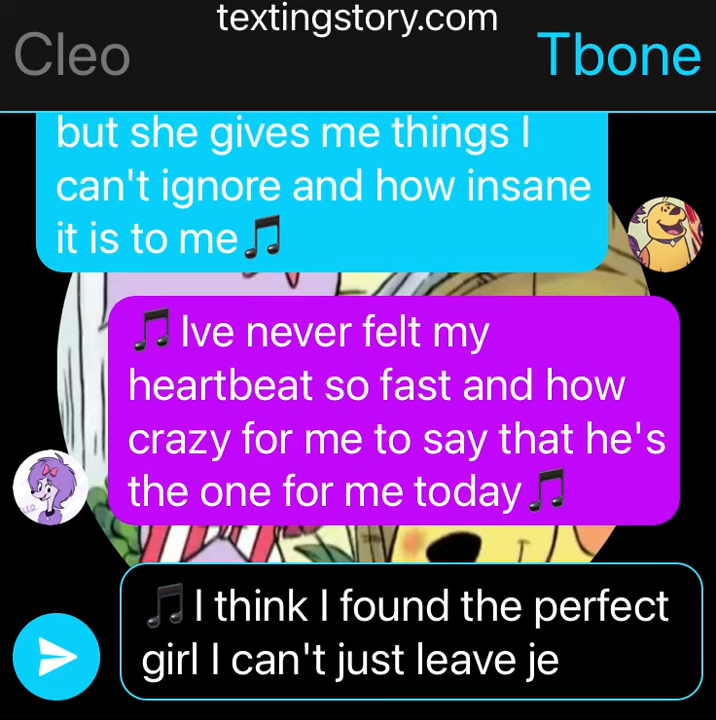 textingstory.com
Cleo
Tbone
but she gives me things I
can't ignore and how insane
it is to me🎵
🎵Ive never felt my
heartbeat so fast and how
crazy for me to say that he's
the one for me today🎵
🎵I think I found the perfect
girl I can't just leave je